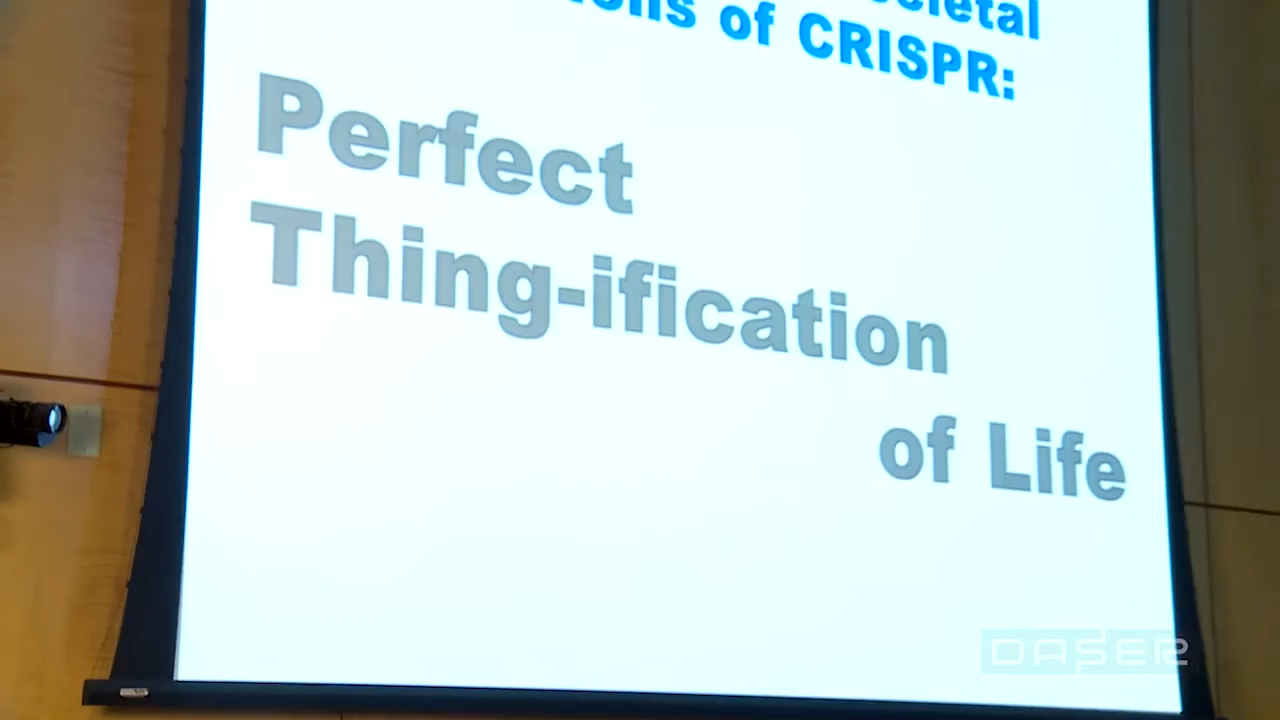 of CRISPR:
Perfect
Thing-ification
of Life
DASER